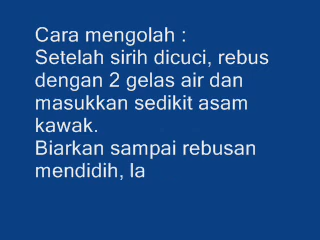 Cara mengolah :
Setelah sirih dicuci, rebus
dengan 2 gelas air dan
masukkan sedikit asam
kawak.
Biarkan sampai rebusan
mendidih, la